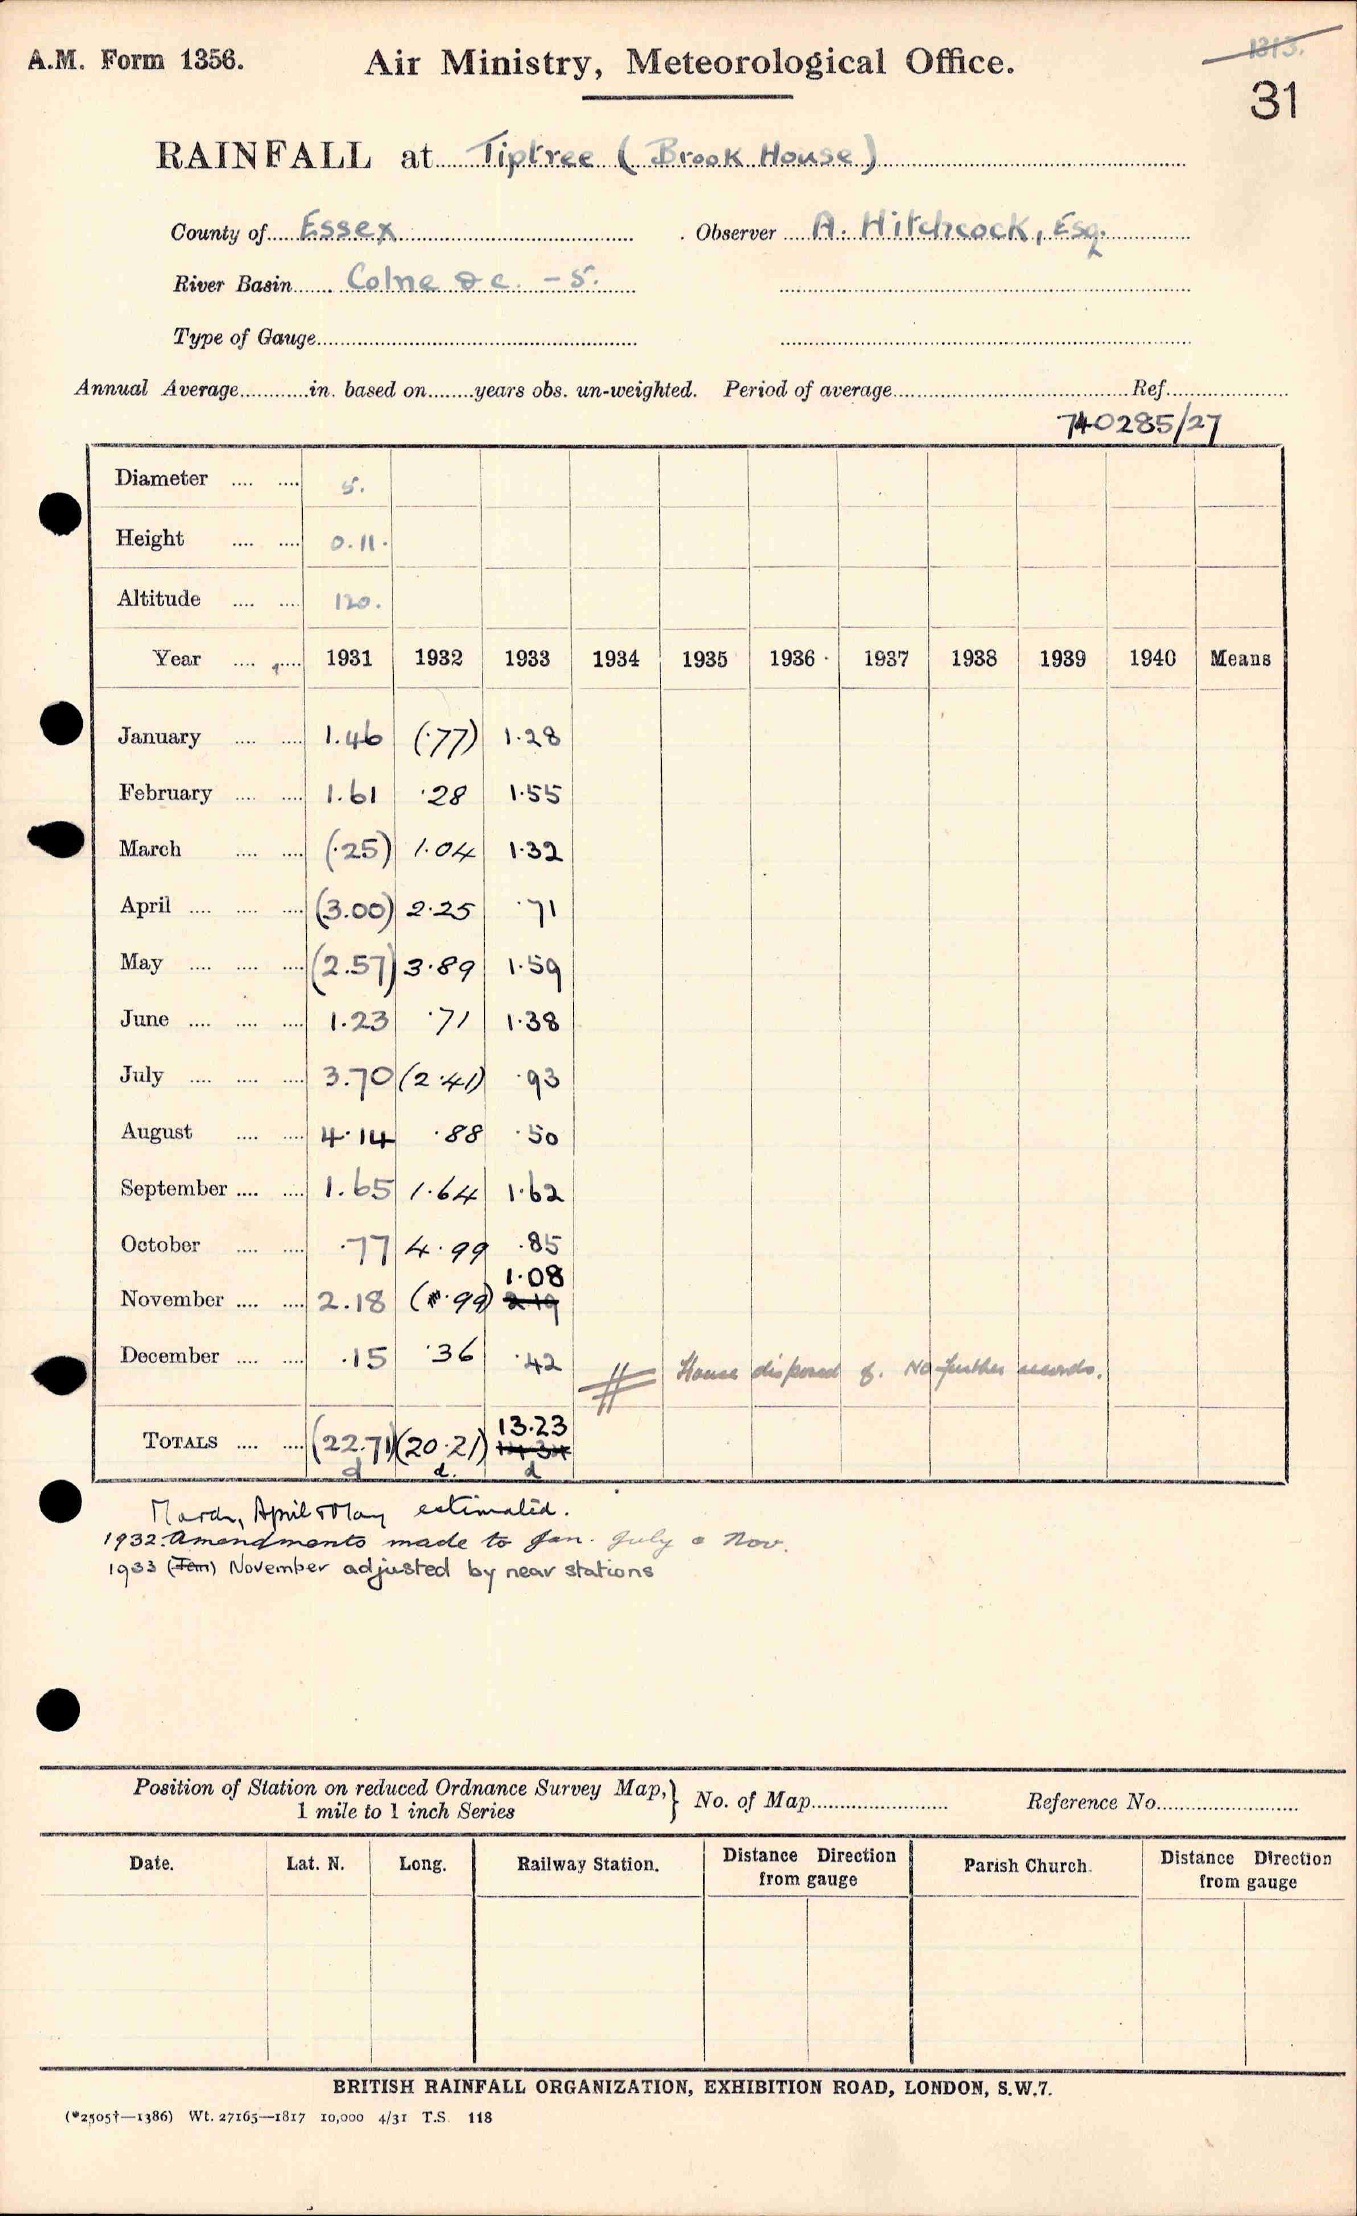 A.M. Form 1356.
Air Ministry, Meteorological Office.
1313.
31
RAINFALL at Tiptree (Brook House)
County of Essex Observer A. Hitchcock, Esq.
River Basin Colne &c. - 5.
Type of Gauge
Annual Average in. based on years obs. un-weighted. Period of average Ref.
740285/27
Diameter 5.
Height 0.11.
Altitude 120.
Year 1931 1932 1933 1934 1935 1936 1937 1938 1939 1940 Means
January 1.46 (.77) 1.28
February 1.61 .28 1.55
March (.25) 1.04 1.32
April (3.00) 2.25 .71
May (2.57) 3.89 1.59
June 1.23 .71 1.38
July 3.70 (2.41) .93
August 4.14 .88 .50
September 1.65 1.64 1.62
October .77 4.99 .85
1.08
November 2.18 (.99) 2.19
December .15 .36 .42 House disposed of. No further records.
13.23
TOTALS (22.71) (20.21) 14.34
d d. d
March, April & May estimated.
1932. Amendments made to Jan. July & Nov.
1933 (Jan) November adjusted by near stations
Position of Station on reduced Ordnance Survey Map, 1 mile to 1 inch Series } No. of Map Reference No.
Date. Lat. N. Long. Railway Station. Distance Direction from gauge Parish Church. Distance Direction from gauge
BRITISH RAINFALL ORGANIZATION, EXHIBITION ROAD, LONDON, S.W.7.
(*2505†—1386) Wt. 27165—1817 10,000 4/31 T.S. 118